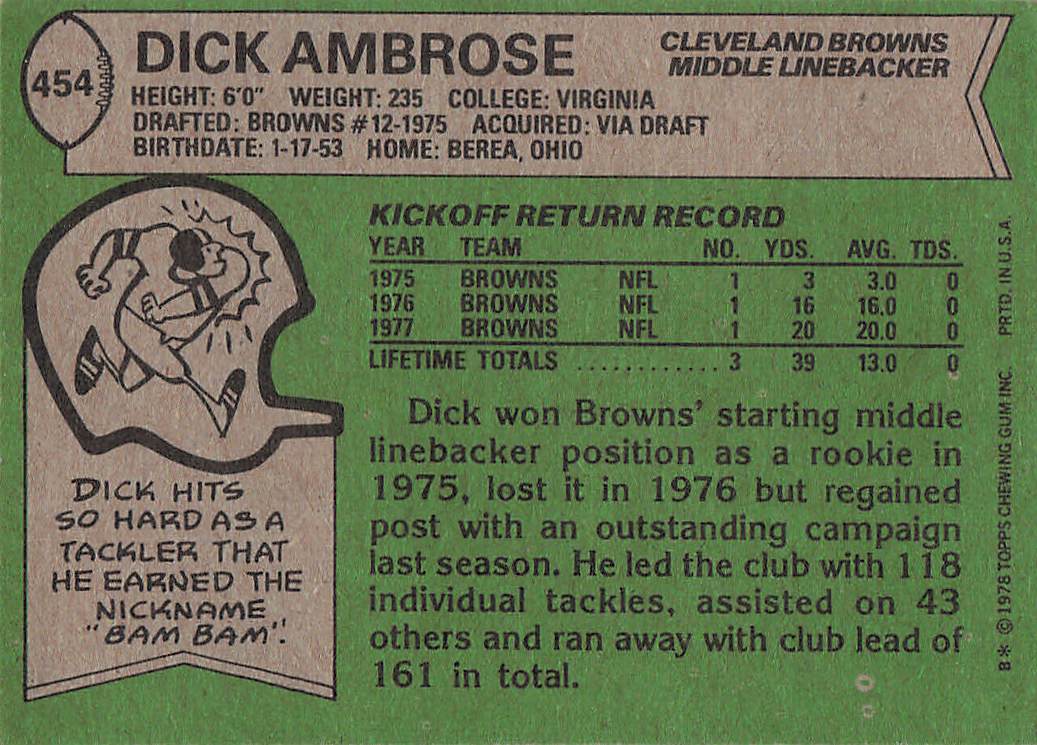 454
DICK AMBROSE
CLEVELAND BROWNS
MIDDLE LINEBACKER
HEIGHT: 6'0" WEIGHT: 235 COLLEGE: VIRGINIA
DRAFTED: BROWNS #12-1975 ACQUIRED: VIA DRAFT
BIRTHDATE: 1-17-53 HOME: BEREA, OHIO
KICKOFF RETURN RECORD
YEAR TEAM NO. YDS. AVG. TDS.
1975 BROWNS NFL 1 3 3.0 0
1976 BROWNS NFL 1 16 16.0 0
1977 BROWNS NFL 1 20 20.0 0
LIFETIME TOTALS ............ 3 39 13.0 0
Dick won Browns' starting middle
linebacker position as a rookie in
1975, lost it in 1976 but regained
post with an outstanding campaign
last season. He led the club with 118
individual tackles, assisted on 43
others and ran away with club lead of
161 in total.
DICK HITS
SO HARD AS A
TACKLER THAT
HE EARNED THE
NICKNAME
"BAM BAM".
B* © 1978 TOPPS CHEWING GUM INC. PRTD. IN U.S.A.